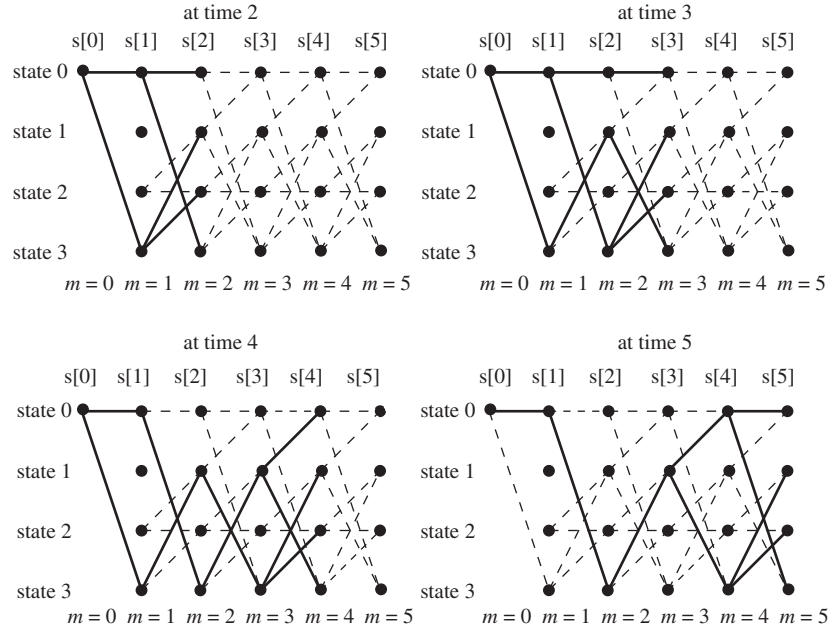 at time 2
s[0] s[1] s[2] s[3] s[4] s[5]
state 0
state 1
state 2
state 3
m = 0 m = 1 m = 2 m = 3 m = 4 m = 5
at time 3
s[0] s[1] s[2] s[3] s[4] s[5]
state 0
state 1
state 2
state 3
m = 0 m = 1 m = 2 m = 3 m = 4 m = 5
at time 4
s[0] s[1] s[2] s[3] s[4] s[5]
state 0
state 1
state 2
state 3
m = 0 m = 1 m = 2 m = 3 m = 4 m = 5
at time 5
s[0] s[1] s[2] s[3] s[4] s[5]
state 0
state 1
state 2
state 3
m = 0 m = 1 m = 2 m = 3 m = 4 m = 5